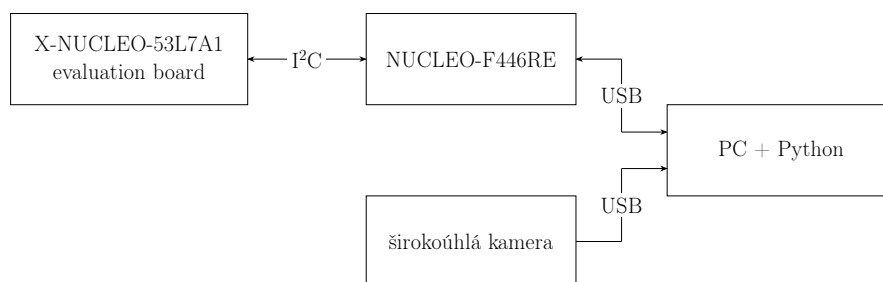 X-NUCLEO-53L7A1
evaluation board
I²C
NUCLEO-F446RE
USB
PC + Python
USB
širokoúhlá kamera